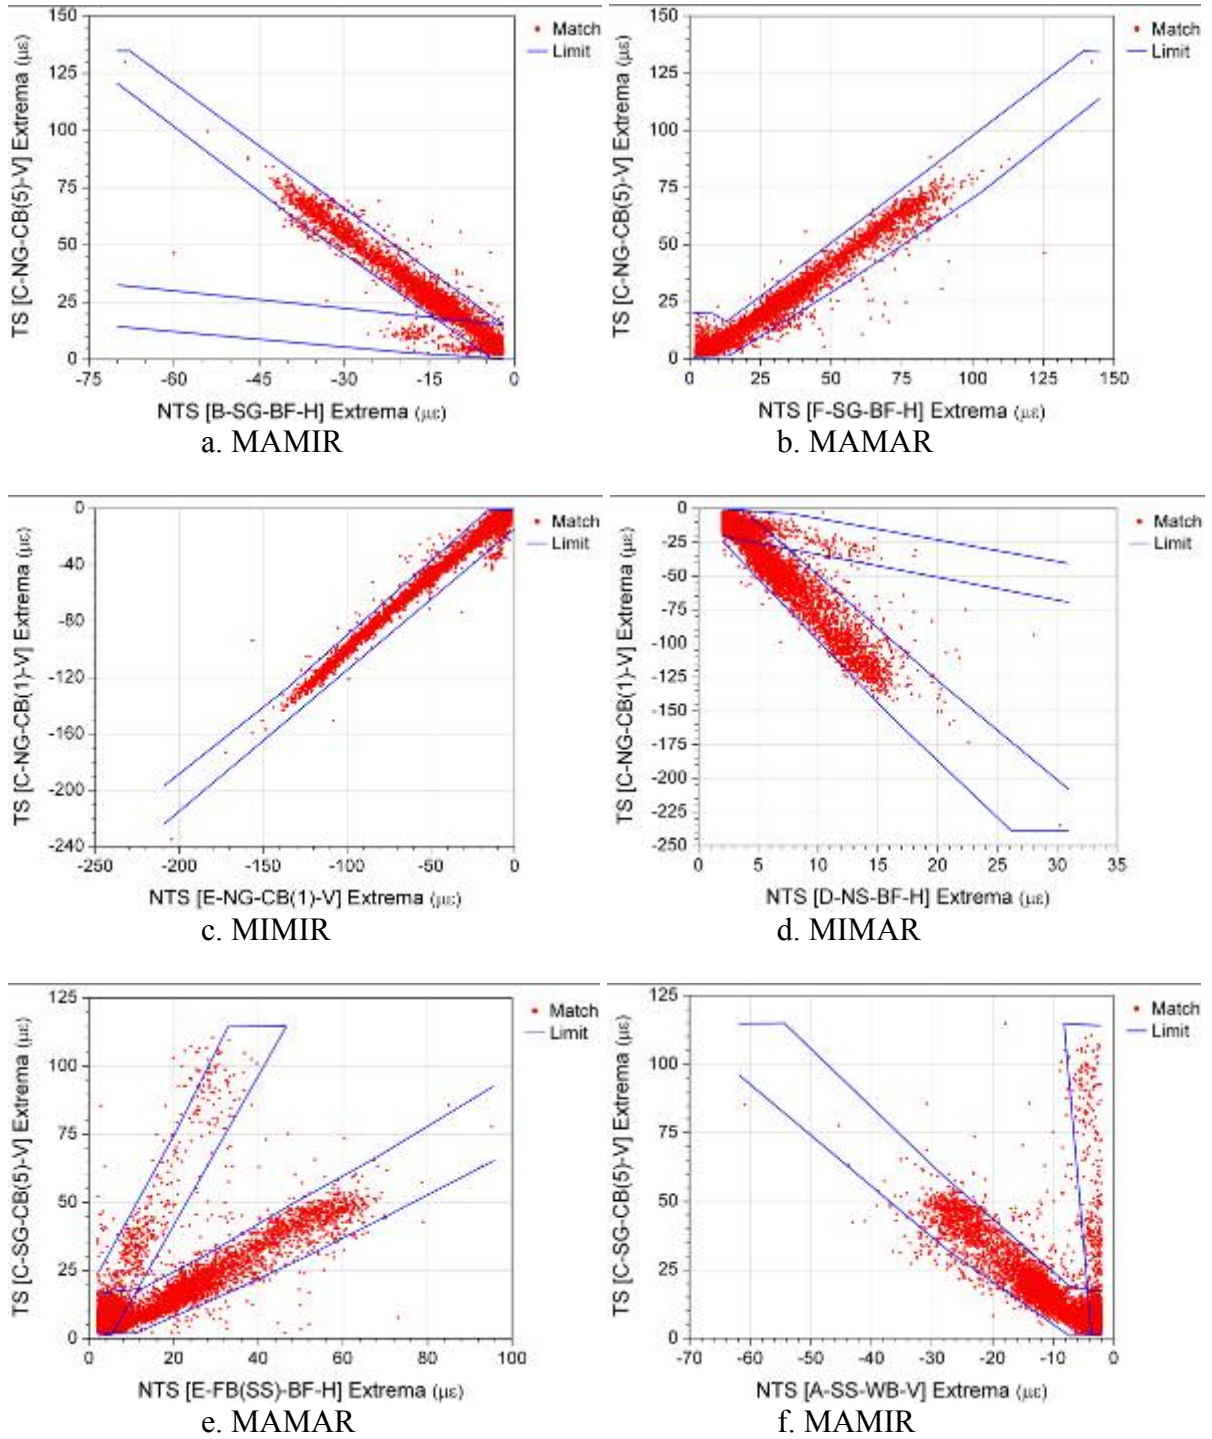 150
125
100
75
50
25
0
-75 -60 -45 -30 -15 0
TS [C-NG-CB(5)-V] Extrema (με)
NTS [B-SG-BF-H] Extrema (με)
Match
Limit
a. MAMIR
150
125
100
75
50
25
0
0 25 50 75 100 125 150
TS [C-NG-CB(5)-V] Extrema (με)
NTS [F-SG-BF-H] Extrema (με)
Match
Limit
b. MAMAR
0
-40
-80
-120
-160
-200
-240
-250 -200 -150 -100 -50 0
TS [C-NG-CB(1)-V] Extrema (με)
NTS [E-NG-CB(1)-V] Extrema (με)
Match
Limit
c. MIMIR
0
-25
-50
-75
-100
-125
-150
-175
-200
-225
-250
0 5 10 15 20 25 30 35
TS [C-NG-CB(1)-V] Extrema (με)
NTS [D-NS-BF-H] Extrema (με)
Match
Limit
d. MIMAR
125
100
75
50
25
0
0 20 40 60 80 100
TS [C-SG-CB(5)-V] Extrema (με)
NTS [E-FB(SS)-BF-H] Extrema (με)
Match
Limit
e. MAMAR
125
100
75
50
25
0
-70 -60 -50 -40 -30 -20 -10 0
TS [C-SG-CB(5)-V] Extrema (με)
NTS [A-SS-WB-V] Extrema (με)
Match
Limit
f. MAMIR